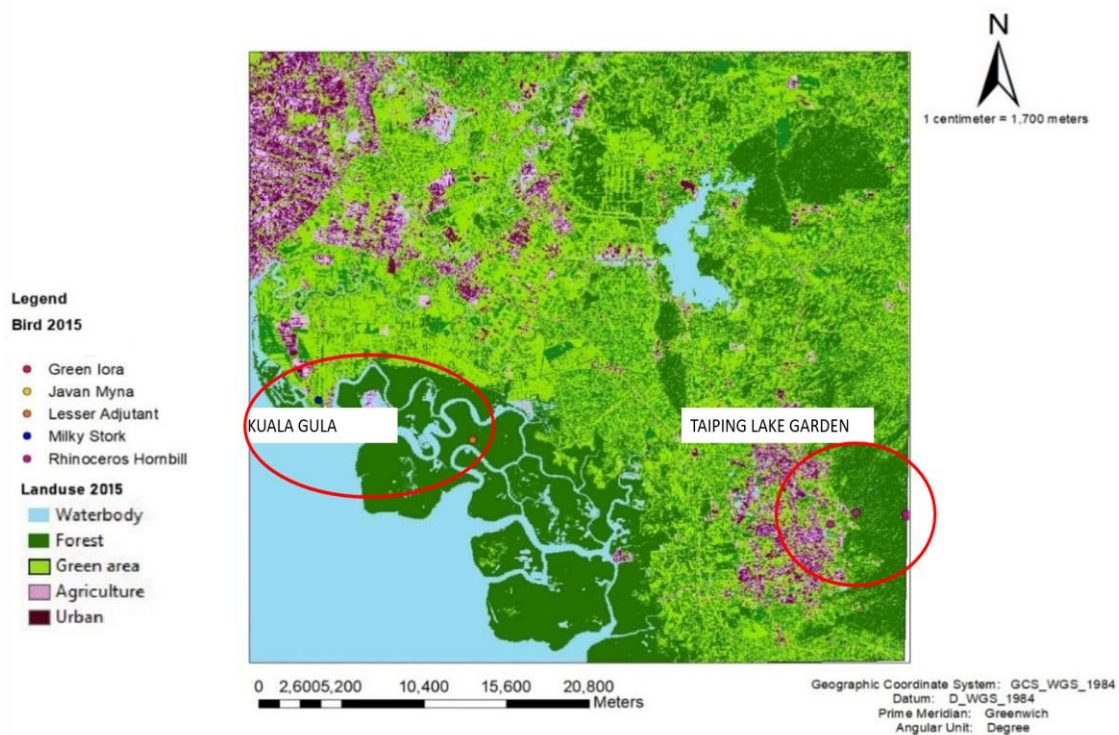 N
1 centimeter = 1,700 meters
Legend
Bird 2015
Green Iora
Javan Myna
Lesser Adjutant
Milky Stork
Rhinoceros Hornbill
Landuse 2015
Waterbody
Forest
Green area
Agriculture
Urban
KUALA GULA
TAIPING LAKE GARDEN
0 2,6005,200 10,400 15,600 20,800
Meters
Geographic Coordinate System: GCS_WGS_1984
Datum: D_WGS_1984
Prime Meridian: Greenwich
Angular Unit: Degree